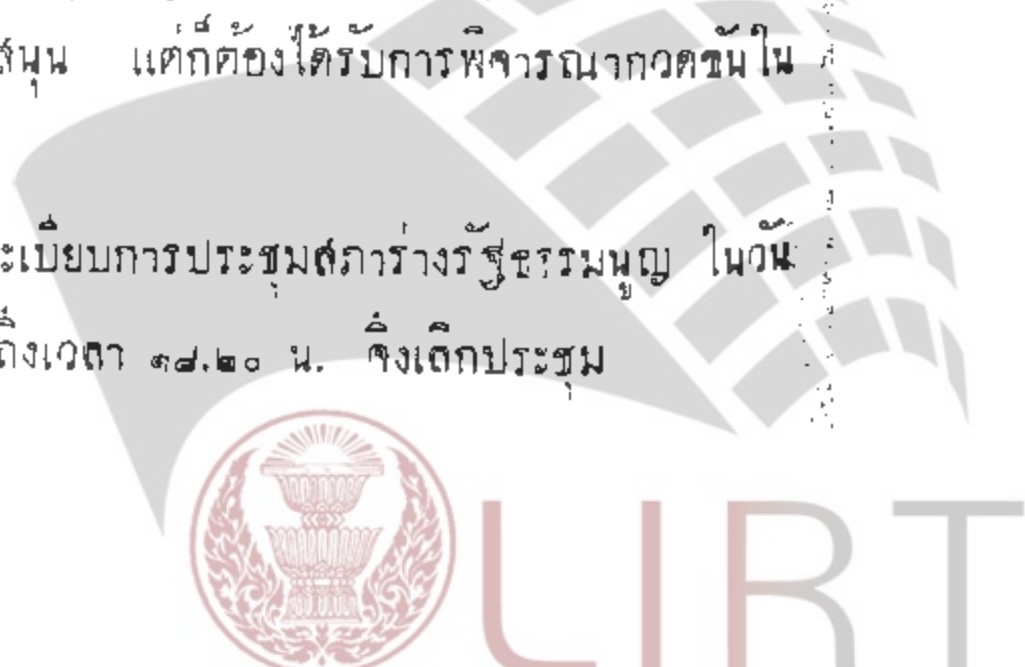 สนุน แต่ก็ต้องได้รับการพิจารณากวดขันใน
ะเบียบการประชุมสภาร่างรัฐธรรมนูญ ในวัน
ถึงเวลา ๑๘.๒๐ น. จึงเลิกประชุม
LIRT